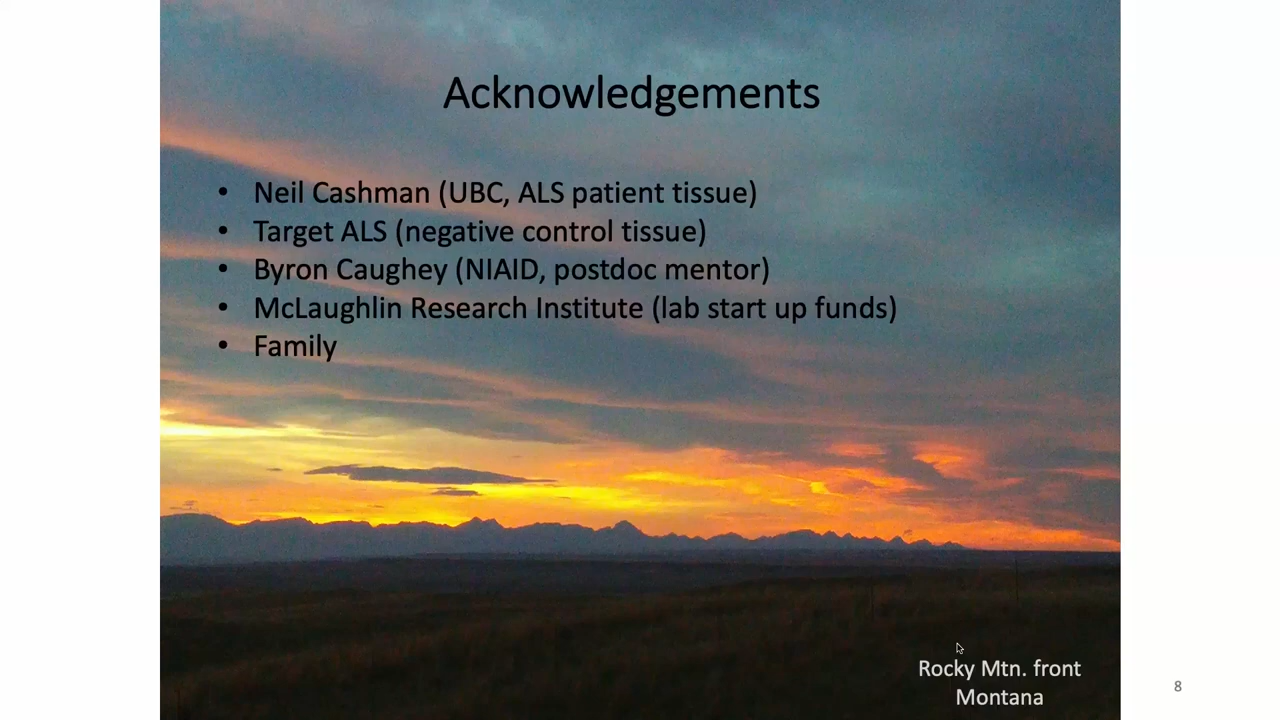 Acknowledgements
• Neil Cashman (UBC, ALS patient tissue)
• Target ALS (negative control tissue)
• Byron Caughey (NIAID, postdoc mentor)
• McLaughlin Research Institute (lab start up funds)
• Family
Rocky Mtn. front
Montana
8